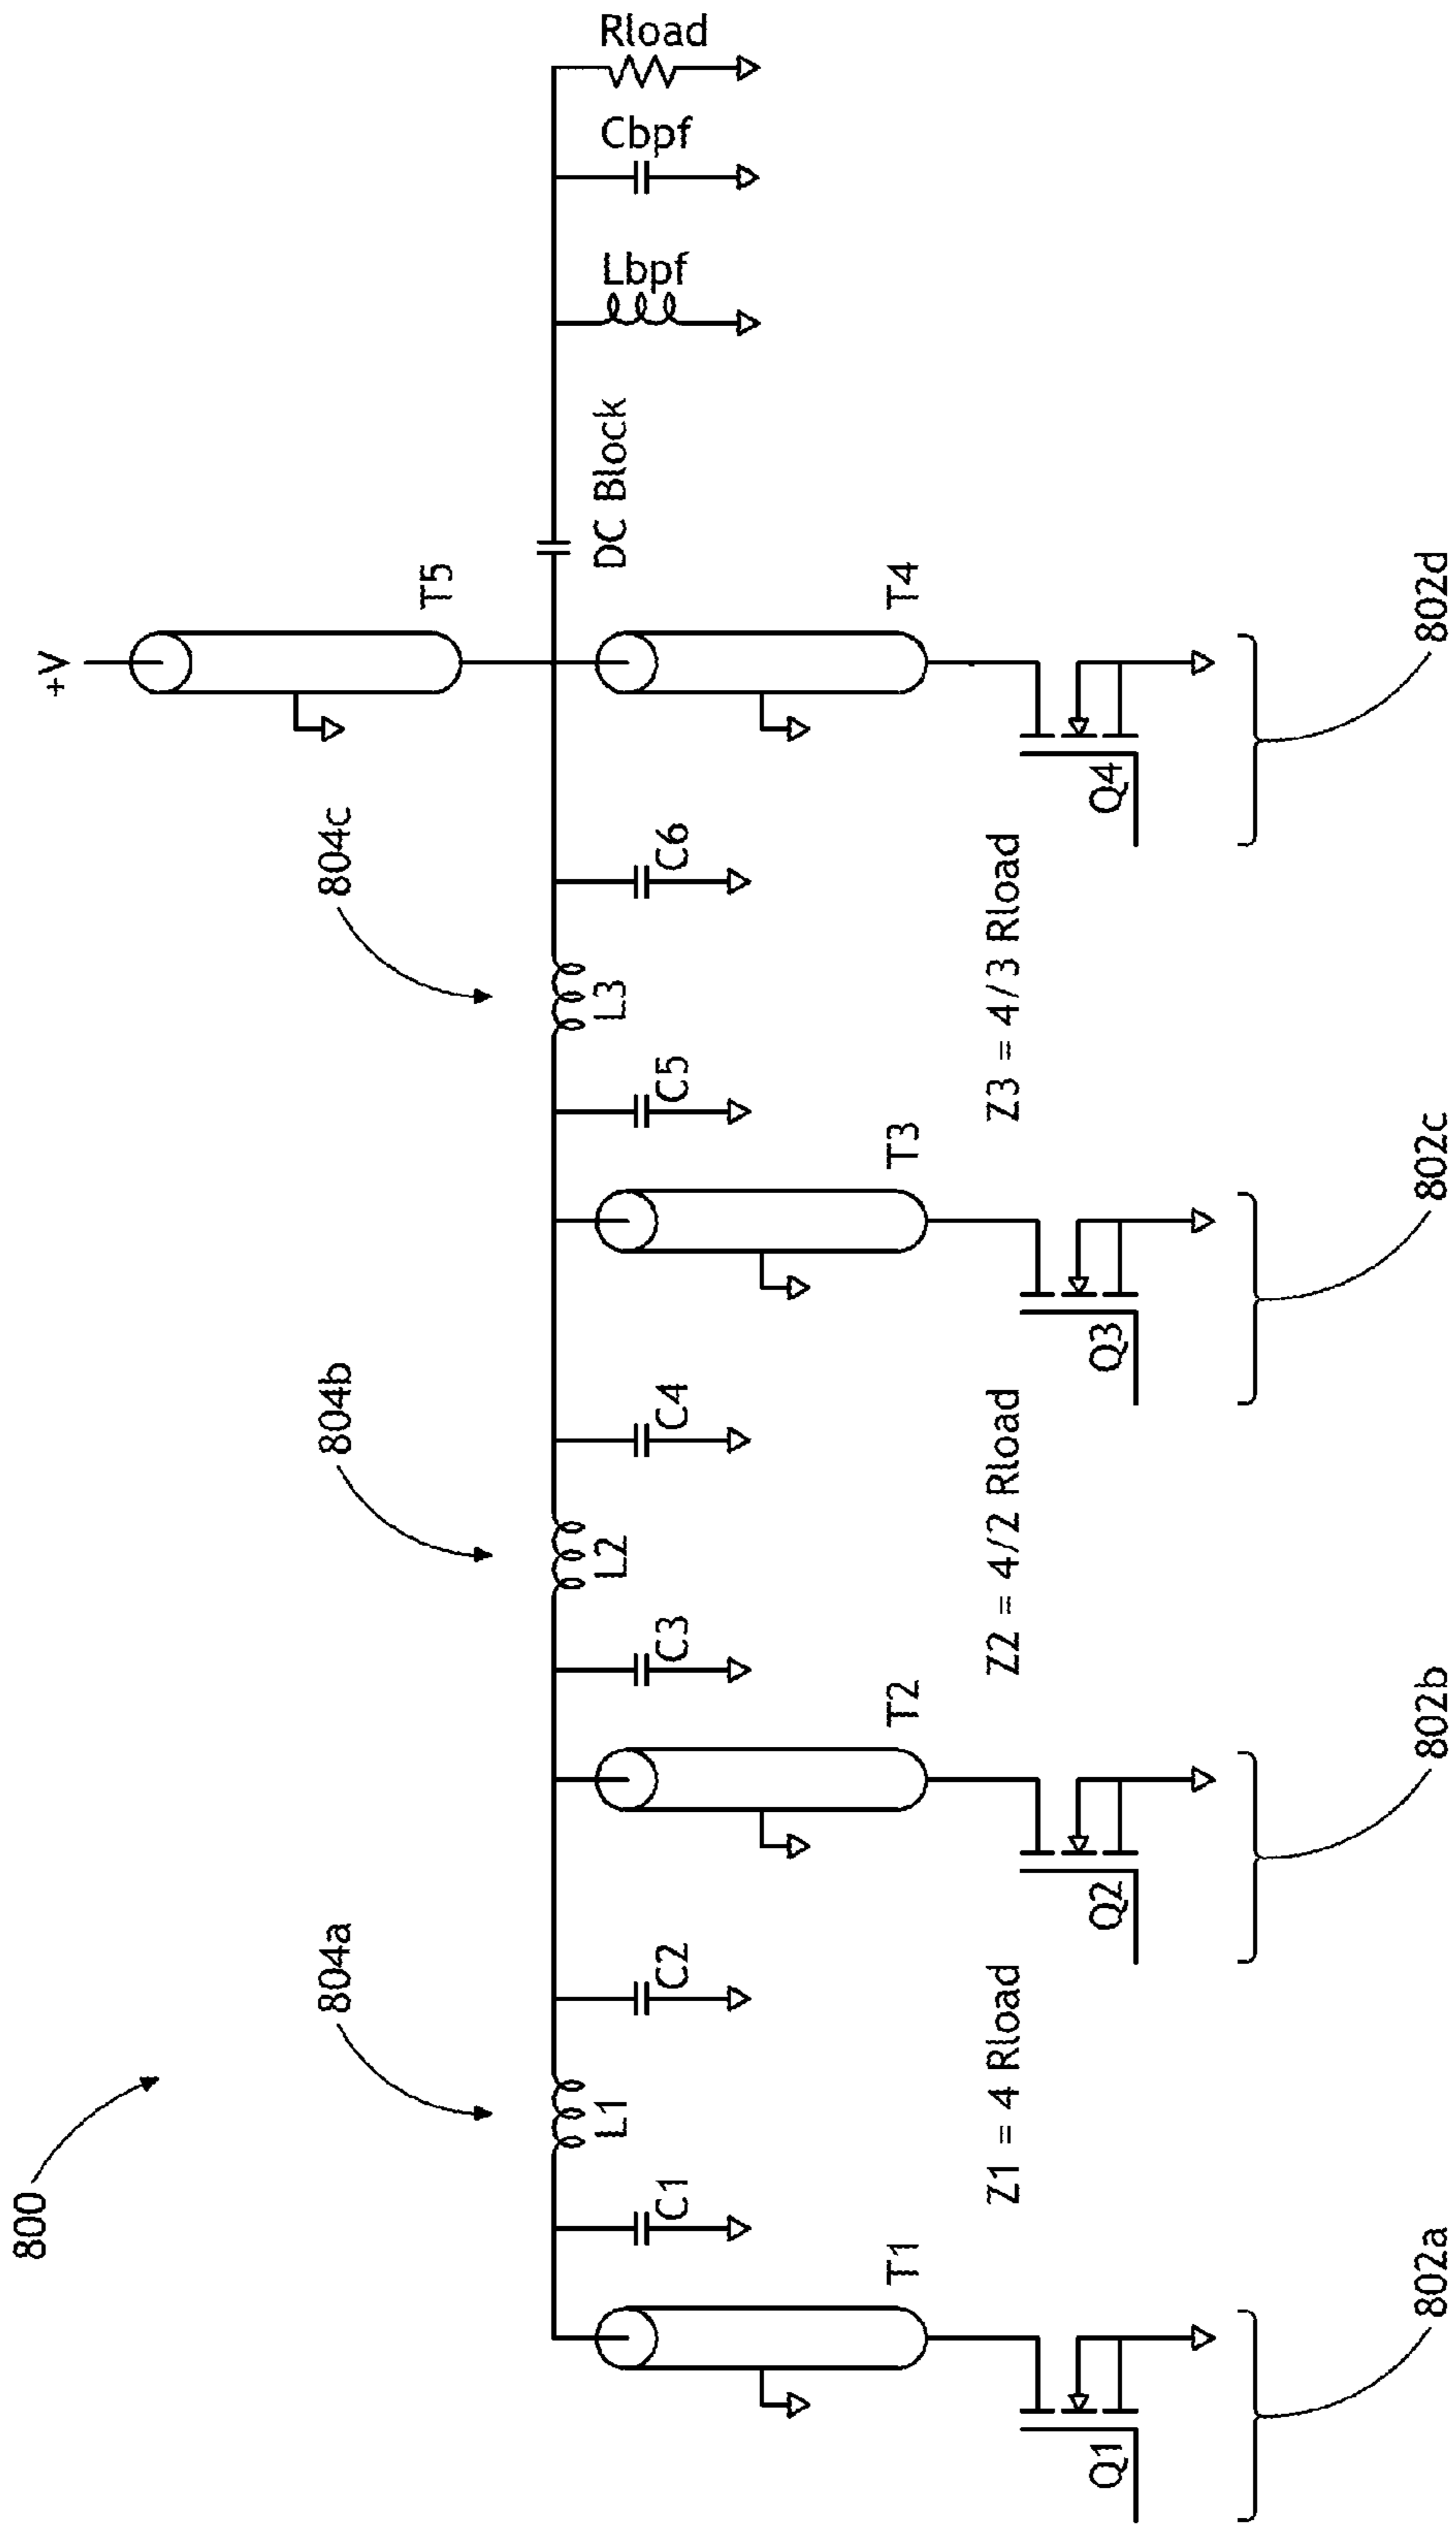 800
804a
804b
804c
+V
T5
Rload
Cbpf
Lbpf
DC Block
L1
L2
L3
C1
C2
C3
C4
C5
C6
T1
T2
T3
T4
Z1 = 4 Rload
Z2 = 4/2 Rload
Z3 = 4/3 Rload
Q1
Q2
Q3
Q4
802a
802b
802c
802d